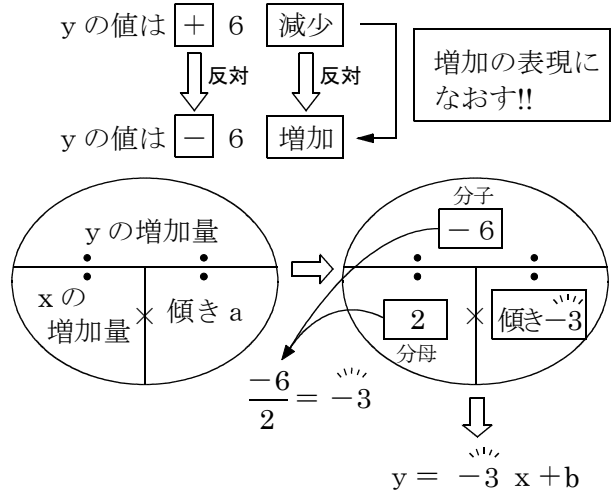 yの値は + 6 減少
反対 反対
増加の表現に
なおす!!
yの値は － 6 増加
yの増加量
xの
増加量 × 傾きa
分子
－6
2 × 傾き－3
分母
－6/2 = －3
y = －3 x +b